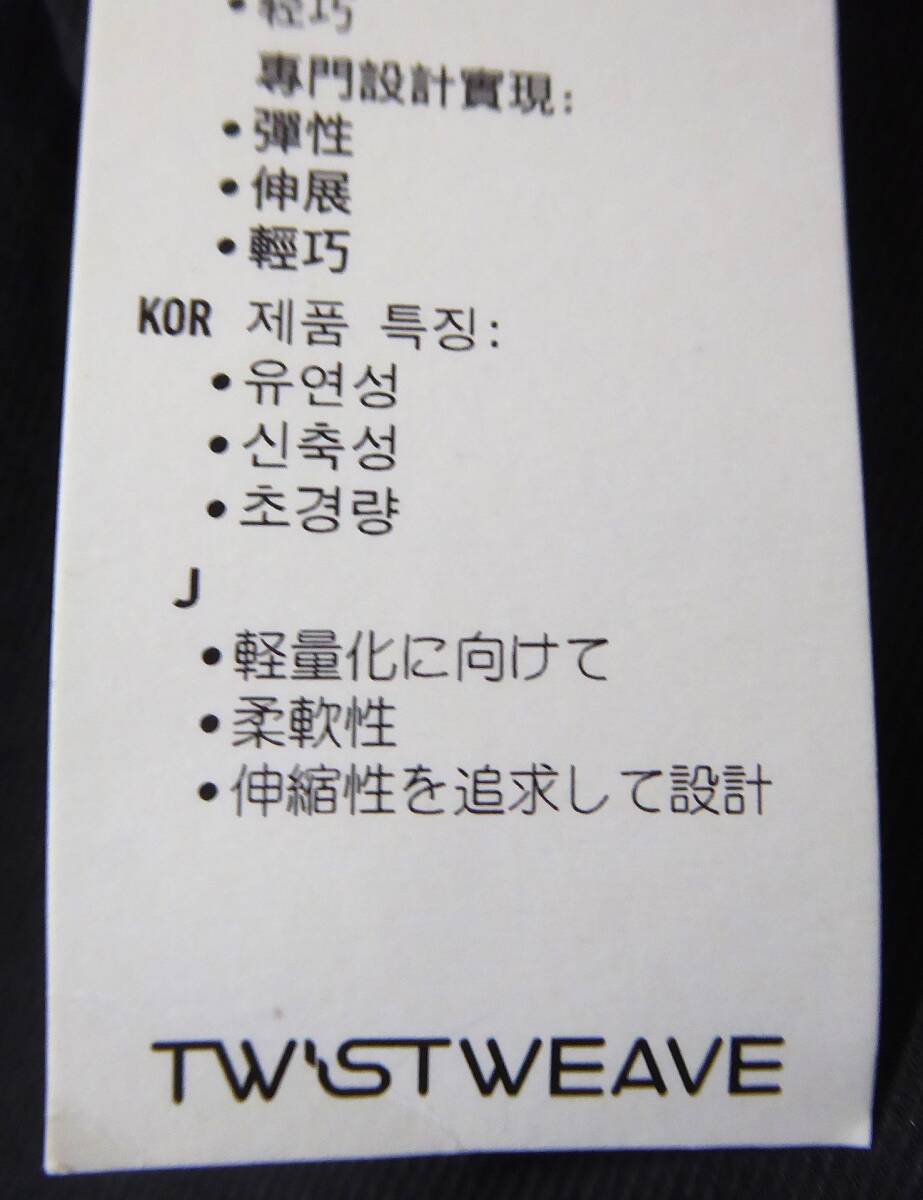 • 輕巧
專門設計實現:
• 彈性
• 伸展
• 輕巧
KOR 제품 특징:
• 유연성
• 신축성
• 초경량
J
• 軽量化に向けて
• 柔軟性
• 伸縮性を追求して設計
TWISTWEAVE